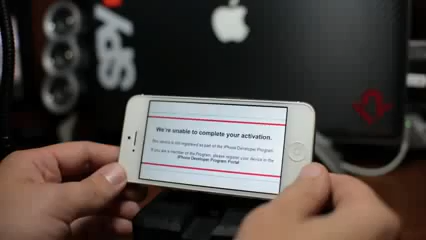 SPY
We're unable to complete your activation.
This device is not registered as part of the iPhone Developer Program.
If you are a member of the Program, please register your device in the
iPhone Developer Program Portal